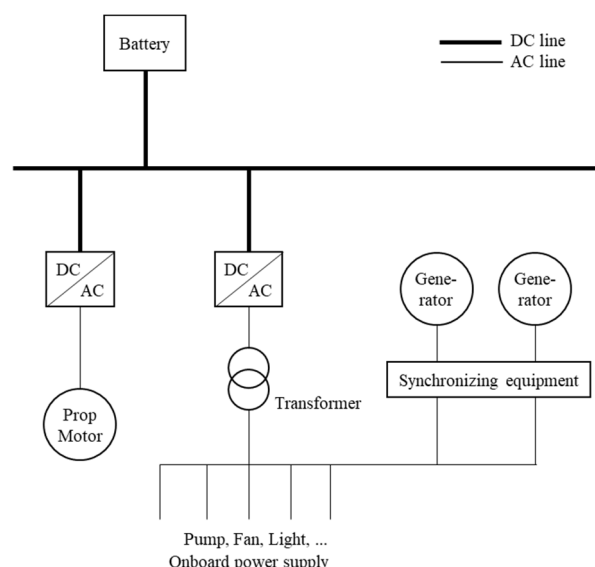 Battery
DC line
AC line
DC
AC
DC
AC
Gene-
rator
Gene-
rator
Synchronizing equipment
Prop
Motor
Transformer
Pump, Fan, Light, ...
Onboard power supply